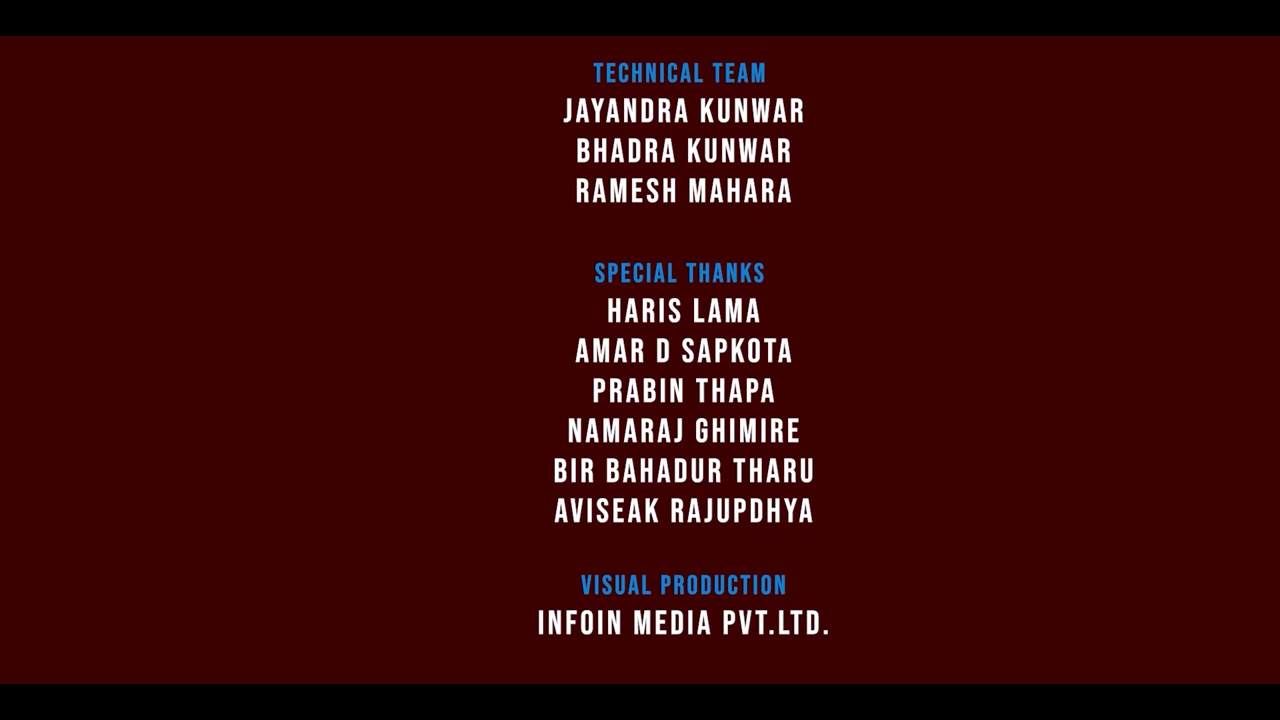 TECHNICAL TEAM
JAYANDRA KUNWAR
BHADRA KUNWAR
RAMESH MAHARA
SPECIAL THANKS
HARIS LAMA
AMAR D SAPKOTA
PRABIN THAPA
NAMARAJ GHIMIRE
BIR BAHADUR THARU
AVISEAK RAJUPDHYA
VISUAL PRODUCTION
INFOIN MEDIA PVT.LTD.